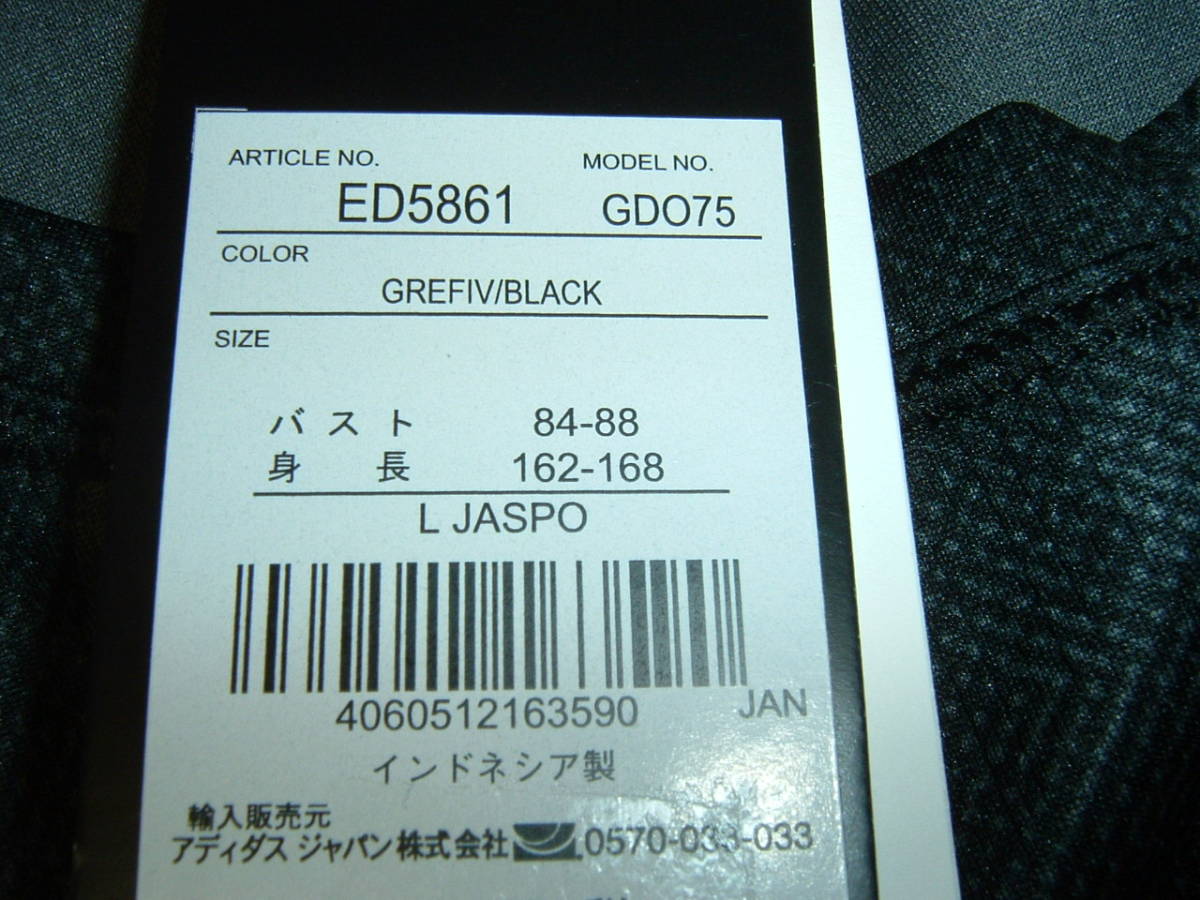 ARTICLE NO. MODEL NO.
ED5861 GDO75
COLOR
GREFIV/BLACK
SIZE
バスト 84-88
身長 162-168
L JASPO
4060512163590 JAN
インドネシア製
輸入販売元
アディダス ジャパン株式会社 0570-033-033